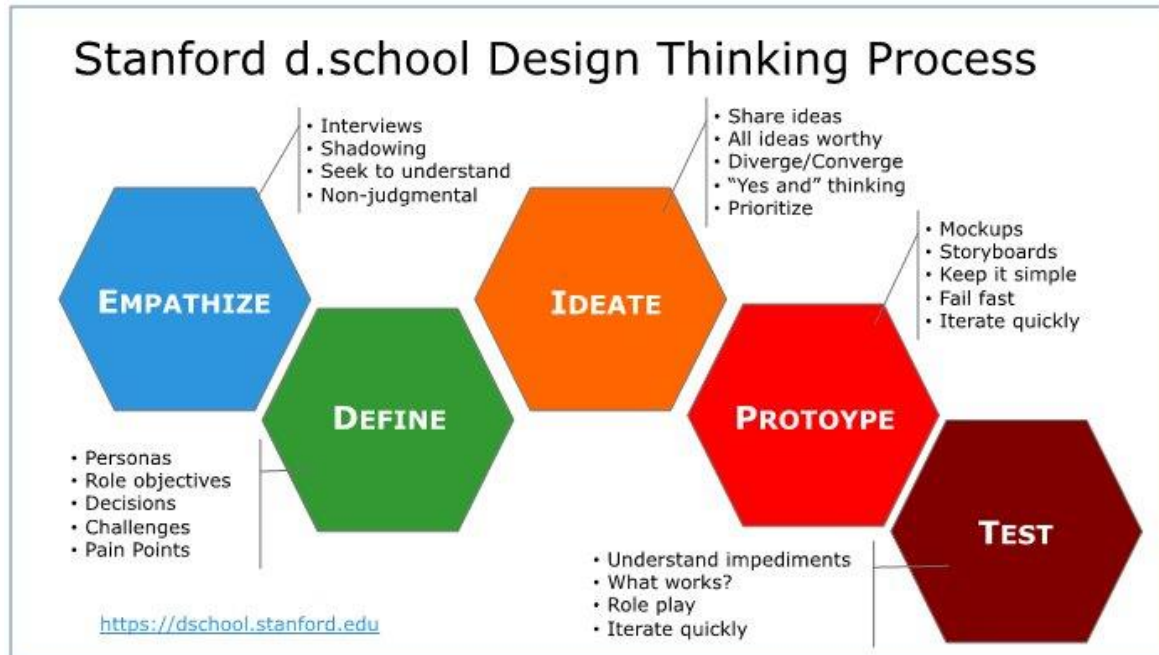 Stanford d.school Design Thinking Process
• Interviews
• Shadowing
• Seek to understand
• Non-judgmental
EMPATHIZE
• Personas
• Role objectives
• Decisions
• Challenges
• Pain Points
DEFINE
• Share ideas
• All ideas worthy
• Diverge/Converge
• “Yes and” thinking
• Prioritize
IDEATE
• Mockups
• Storyboards
• Keep it simple
• Fail fast
• Iterate quickly
PROTOYPE
• Understand impediments
• What works?
• Role play
• Iterate quickly
TEST
https://dschool.stanford.edu